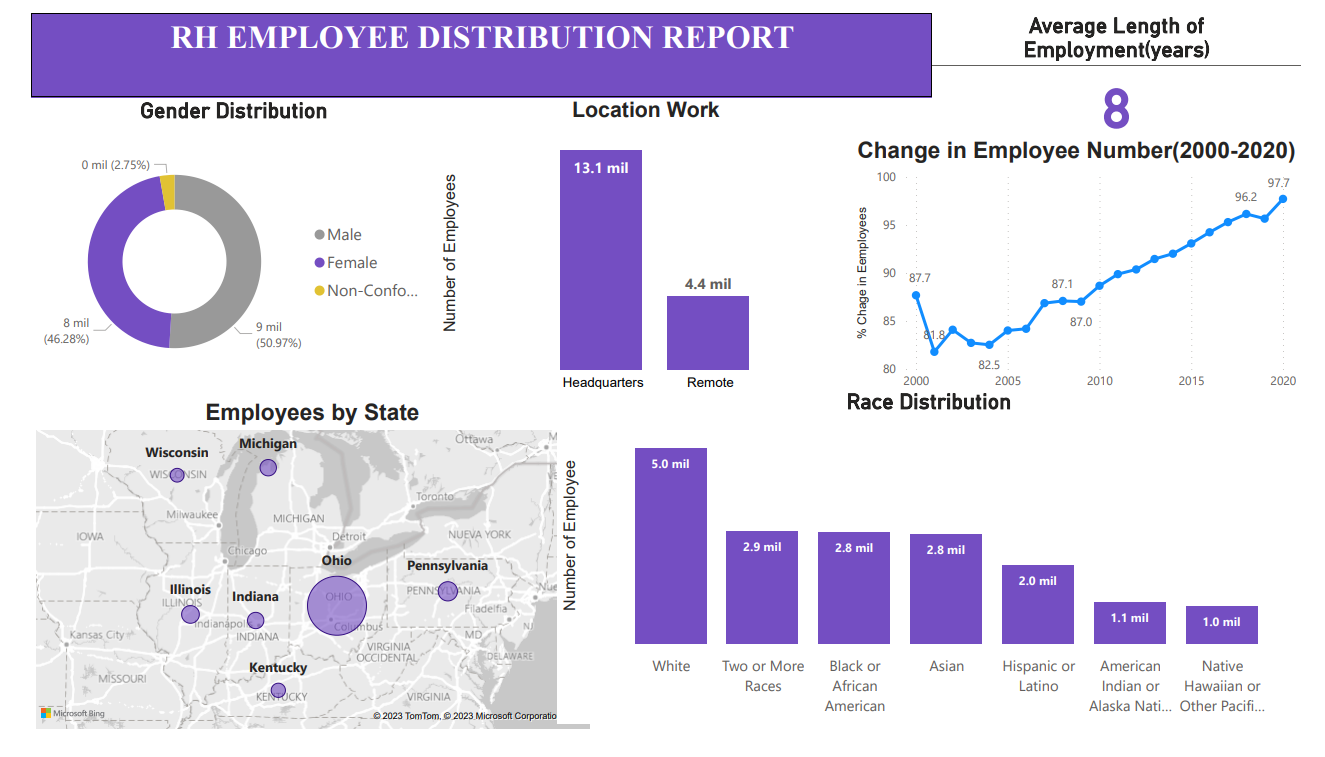 RH EMPLOYEE DISTRIBUTION REPORT
Average Length of
Employment(years)
8
Gender Distribution
0 mil (2.75%)
8 mil
(46.28%)
9 mil
(50.97%)
Male
Female
Non-Confo...
Location Work
Number of Employees
13.1 mil
4.4 mil
Headquarters
Remote
Change in Employee Number(2000-2020)
% Chage in Eemployees
100
95
90
85
80
87.7
81.8
82.5
87.1
87.0
96.2
97.7
2000
2005
2010
2015
2020
Employees by State
Wisconsin
Michigan
Ohio
Pennsylvania
Illinois
Indiana
Kentucky
Ottawa
WISCONSIN
Toronto
Milwaukee
MICHIGAN
NUEVA YORK
IOWA
Detroit
Chicago
OHIO
PENNSYLVANIA
Nue
ILLINOIS
Filadelfia
Indianapolis
Columbus
NJ
INDIANA
MD
Kansas City
VIRGINIA
OCCIDENTAL
DELAWARE
MISSOURI
KENTUCKY
VIRGINIA
Microsoft Bing
© 2023 TomTom, © 2023 Microsoft Corporatio
Race Distribution
Number of Employee
5.0 mil
2.9 mil
2.8 mil
2.8 mil
2.0 mil
1.1 mil
1.0 mil
White
Two or More
Races
Black or
African
American
Asian
Hispanic or
Latino
American
Indian or
Alaska Nati...
Native
Hawaiian or
Other Pacifi...